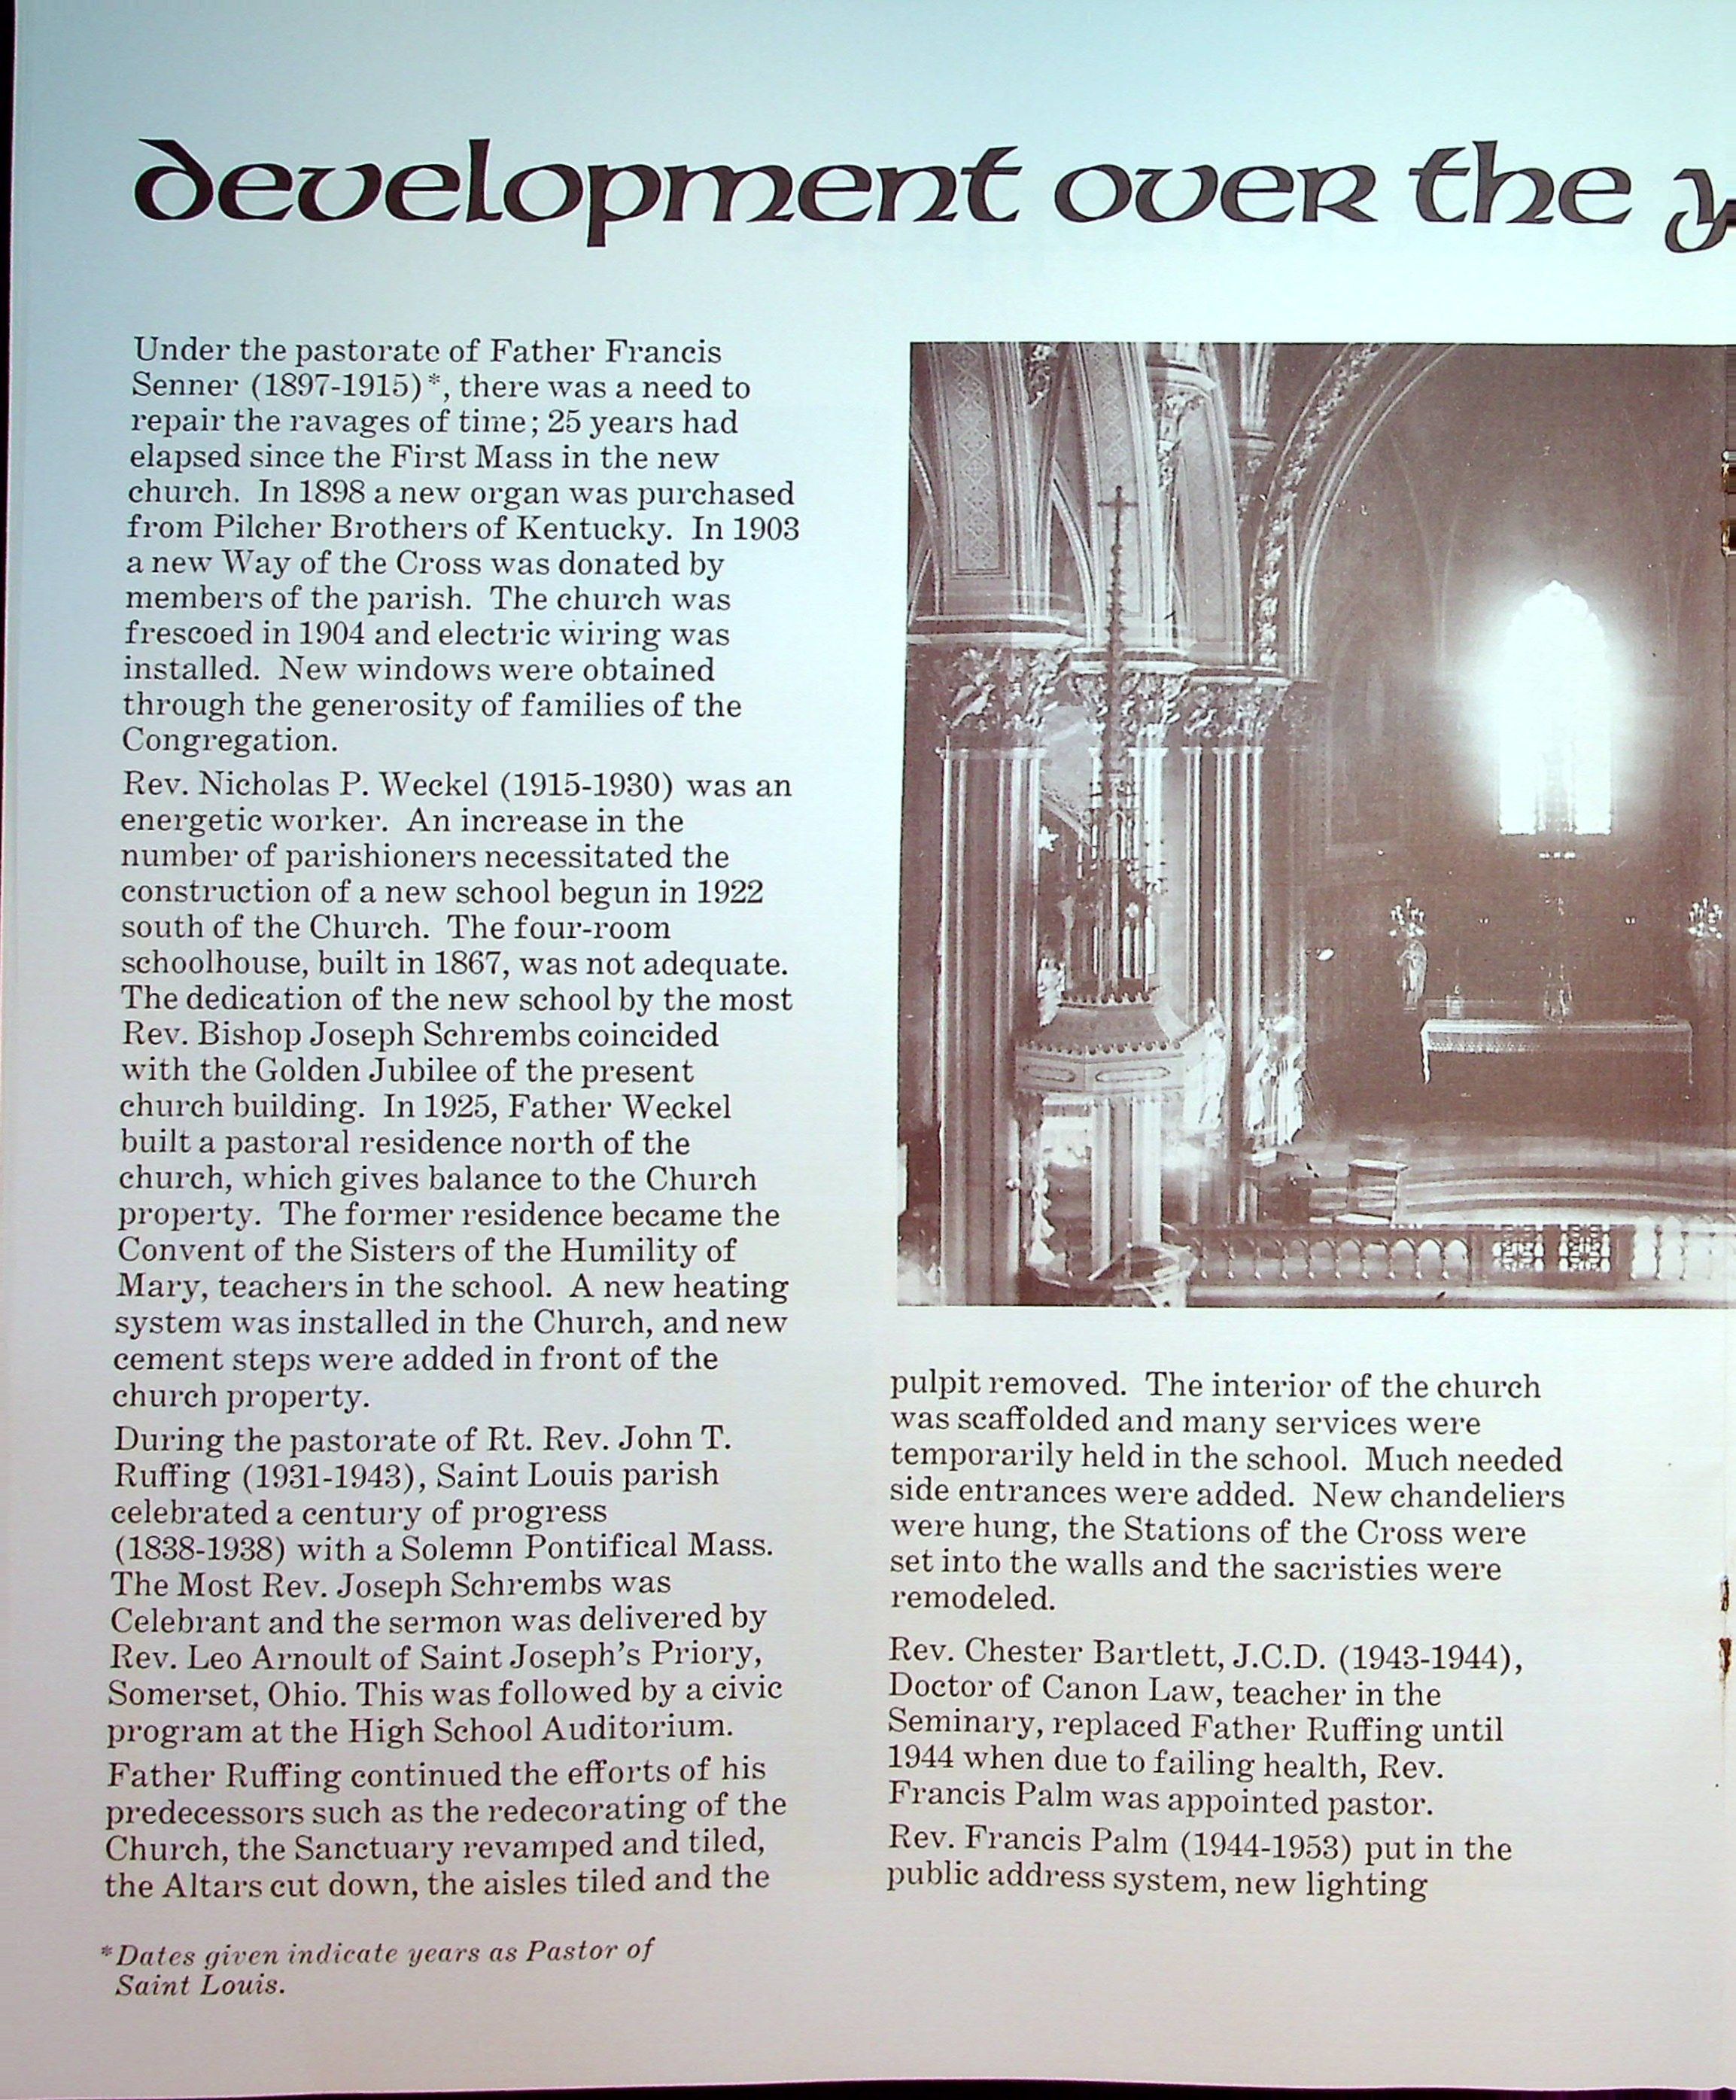 development over the y
Under the pastorate of Father Francis
Senner (1897-1915)*, there was a need to
repair the ravages of time; 25 years had
elapsed since the First Mass in the new
church. In 1898 a new organ was purchased
from Pilcher Brothers of Kentucky. In 1903
a new Way of the Cross was donated by
members of the parish. The church was
frescoed in 1904 and electric wiring was
installed. New windows were obtained
through the generosity of families of the
Congregation.
Rev. Nicholas P. Weckel (1915-1930) was an
energetic worker. An increase in the
number of parishioners necessitated the
construction of a new school begun in 1922
south of the Church. The four-room
schoolhouse, built in 1867, was not adequate.
The dedication of the new school by the most
Rev. Bishop Joseph Schrembs coincided
with the Golden Jubilee of the present
church building. In 1925, Father Weckel
built a pastoral residence north of the
church, which gives balance to the Church
property. The former residence became the
Convent of the Sisters of the Humility of
Mary, teachers in the school. A new heating
system was installed in the Church, and new
cement steps were added in front of the
church property.
During the pastorate of Rt. Rev. John T.
Ruffing (1931-1943), Saint Louis parish
celebrated a century of progress
(1838-1938) with a Solemn Pontifical Mass.
The Most Rev. Joseph Schrembs was
Celebrant and the sermon was delivered by
Rev. Leo Arnoult of Saint Joseph's Priory,
Somerset, Ohio. This was followed by a civic
program at the High School Auditorium.
Father Ruffing continued the efforts of his
predecessors such as the redecorating of the
Church, the Sanctuary revamped and tiled,
the Altars cut down, the aisles tiled and the
*Dates given indicate years as Pastor of
Saint Louis.
pulpit removed. The interior of the church
was scaffolded and many services were
temporarily held in the school. Much needed
side entrances were added. New chandeliers
were hung, the Stations of the Cross were
set into the walls and the sacristies were
remodeled.
Rev. Chester Bartlett, J.C.D. (1943-1944),
Doctor of Canon Law, teacher in the
Seminary, replaced Father Ruffing until
1944 when due to failing health, Rev.
Francis Palm was appointed pastor.
Rev. Francis Palm (1944-1953) put in the
public address system, new lighting